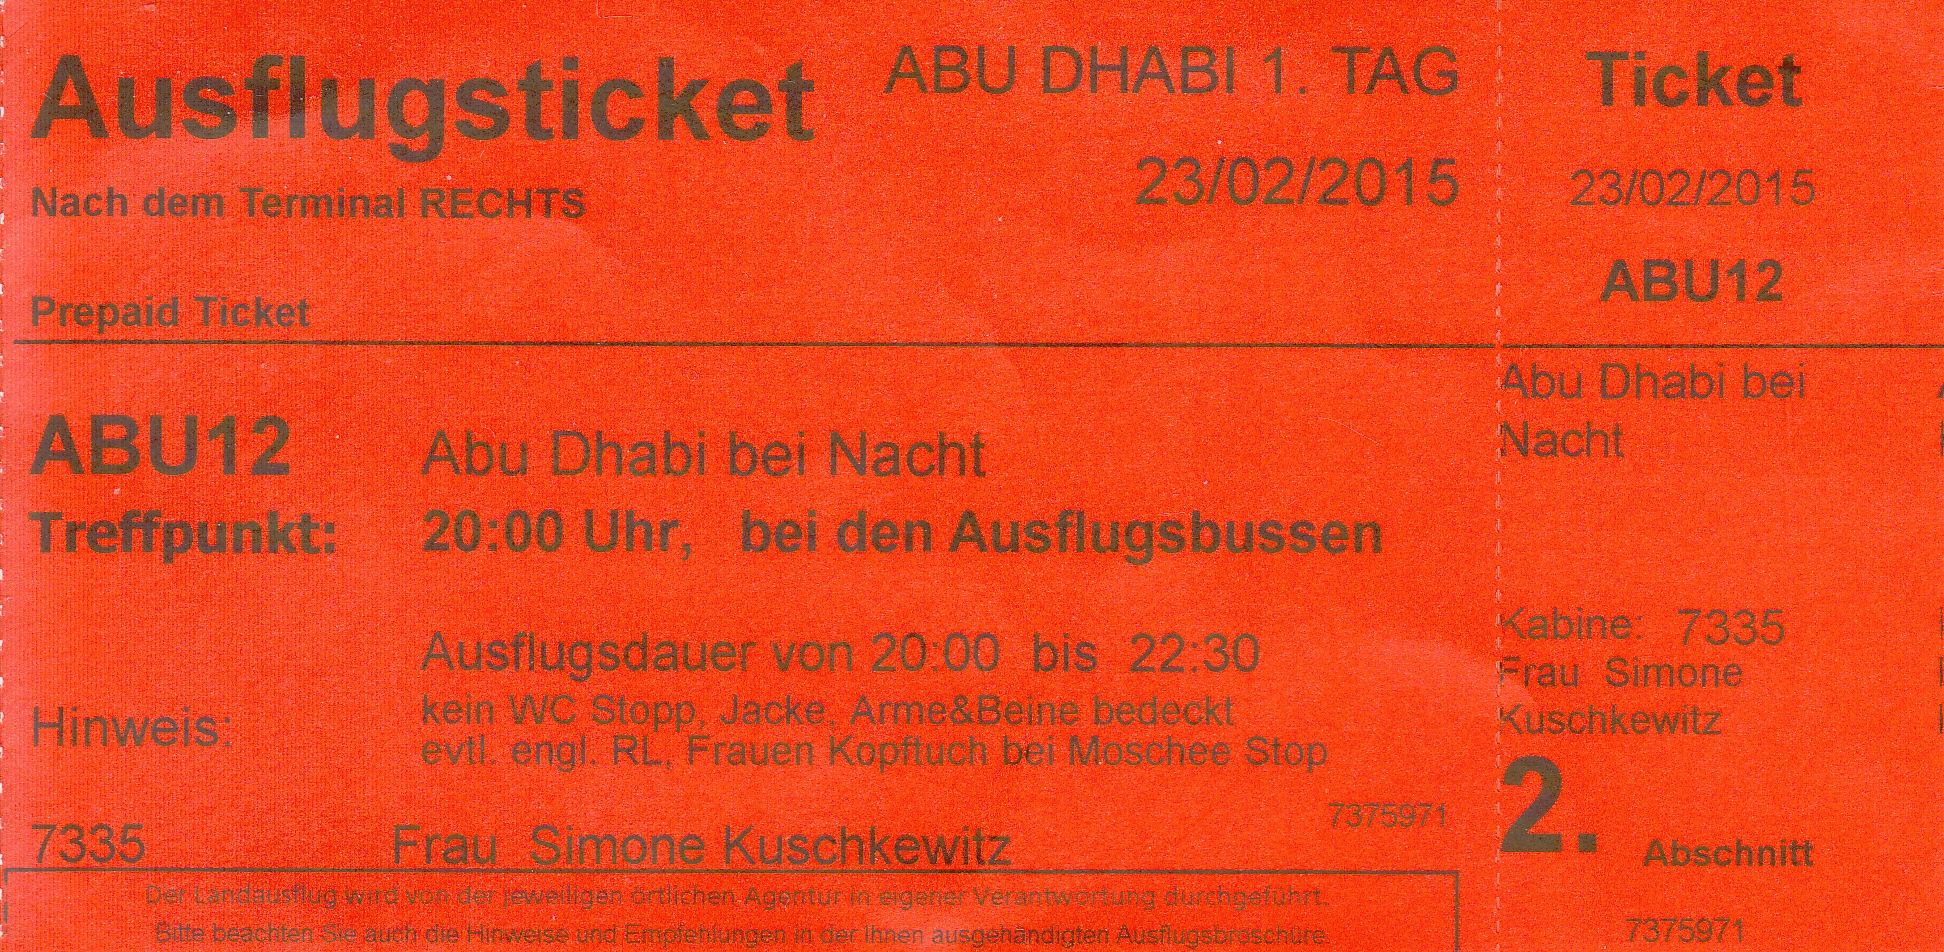 Ausflugsticket
ABU DHABI 1. TAG
23/02/2015
Nach dem Terminal RECHTS
Prepaid Ticket
ABU12 Abu Dhabi bei Nacht
Treffpunkt: 20:00 Uhr, bei den Ausflugsbussen
Ausflugsdauer von 20:00 bis 22:30
Hinweis: kein WC Stopp, Jacke, Arme&Beine bedeckt
evtl. engl. RL, Frauen Kopftuch bei Moschee Stop
7375971
7335 Frau Simone Kuschkewitz
Der Landausflug wird von der jeweiligen örtlichen Agentur in eigener Verantwortung durchgeführt.
Bitte beachten Sie auch die Hinweise und Empfehlungen in der Ihnen ausgehändigten Ausflugsbroschüre.
Ticket
23/02/2015
ABU12
Abu Dhabi bei
Nacht
Kabine: 7335
Frau Simone
Kuschkewitz
2. Abschnitt
7375971